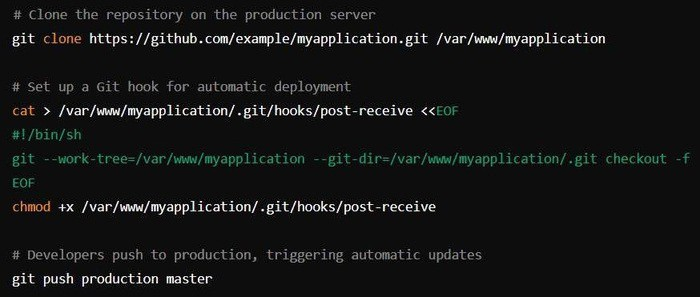 # Clone the repository on the production server
git clone https://github.com/example/myapplication.git /var/www/myapplication
# Set up a Git hook for automatic deployment
cat > /var/www/myapplication/.git/hooks/post-receive <<EOF
#!/bin/sh
git --work-tree=/var/www/myapplication --git-dir=/var/www/myapplication/.git checkout -f
EOF
chmod +x /var/www/myapplication/.git/hooks/post-receive
# Developers push to production, triggering automatic updates
git push production master